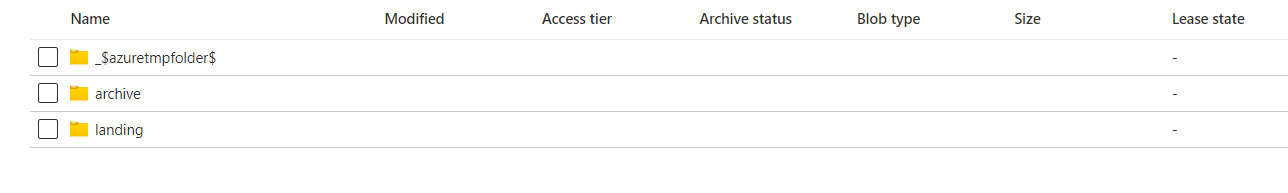 Name Modified Access tier Archive status Blob type Size Lease state
_$azuretmpfolder$ -
archive -
landing -